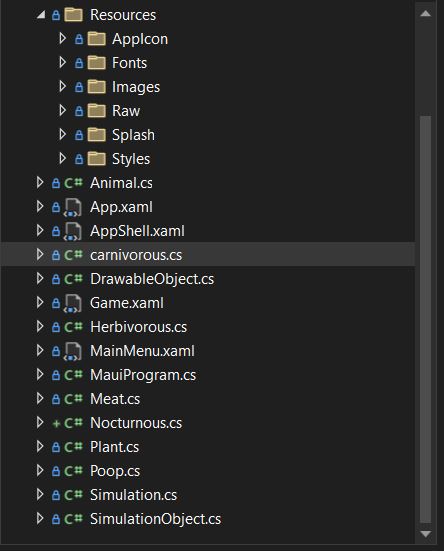 Resources
AppIcon
Fonts
Images
Raw
Splash
Styles
C# Animal.cs
App.xaml
AppShell.xaml
C# carnivorous.cs
C# DrawableObject.cs
Game.xaml
C# Herbivorous.cs
MainMenu.xaml
C# MauiProgram.cs
C# Meat.cs
+ C# Nocturnous.cs
C# Plant.cs
C# Poop.cs
C# Simulation.cs
C# SimulationObject.cs